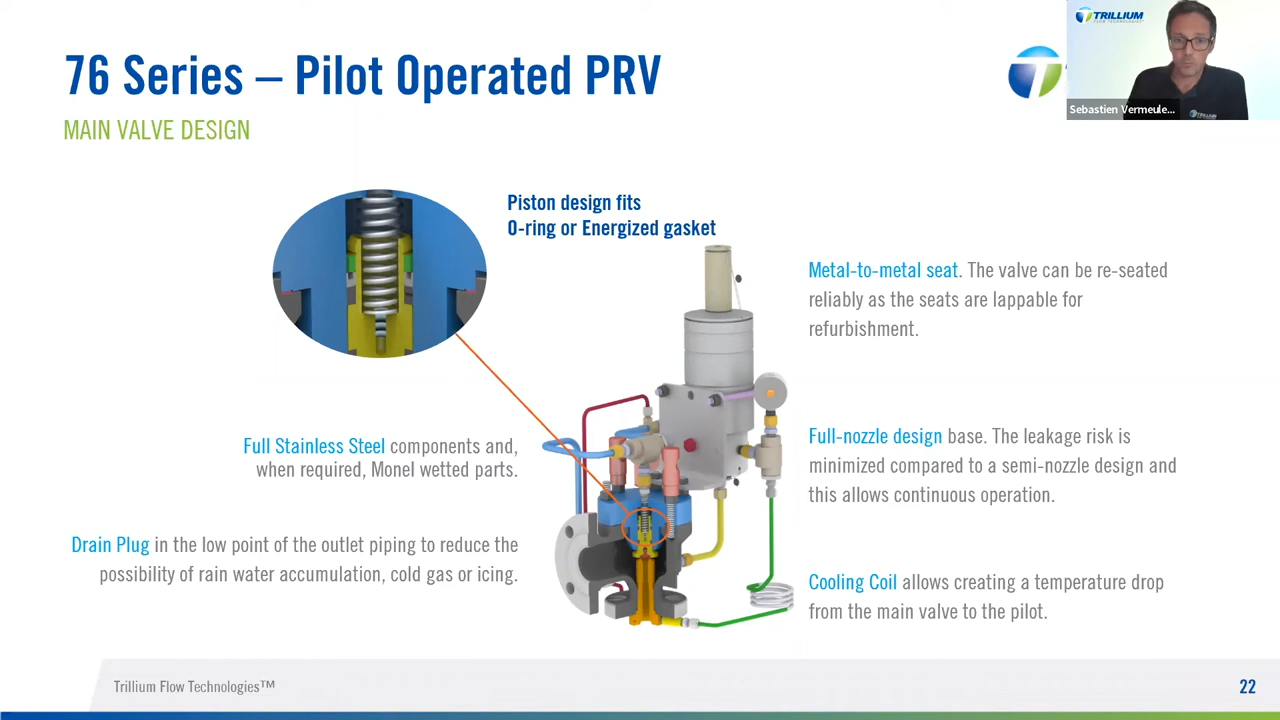 76 Series – Pilot Operated PRV
MAIN VALVE DESIGN
TRILLIUM
FLOW TECHNOLOGIES
Sebastien Vermeule...
Piston design fits
O-ring or Energized gasket
Metal-to-metal seat. The valve can be re-seated
reliably as the seats are lappable for
refurbishment.
Full Stainless Steel components and,
when required, Monel wetted parts.
Full-nozzle design base. The leakage risk is
minimized compared to a semi-nozzle design and
this allows continuous operation.
Drain Plug in the low point of the outlet piping to reduce the
possibility of rain water accumulation, cold gas or icing.
Cooling Coil allows creating a temperature drop
from the main valve to the pilot.
Trillium Flow Technologies™
22